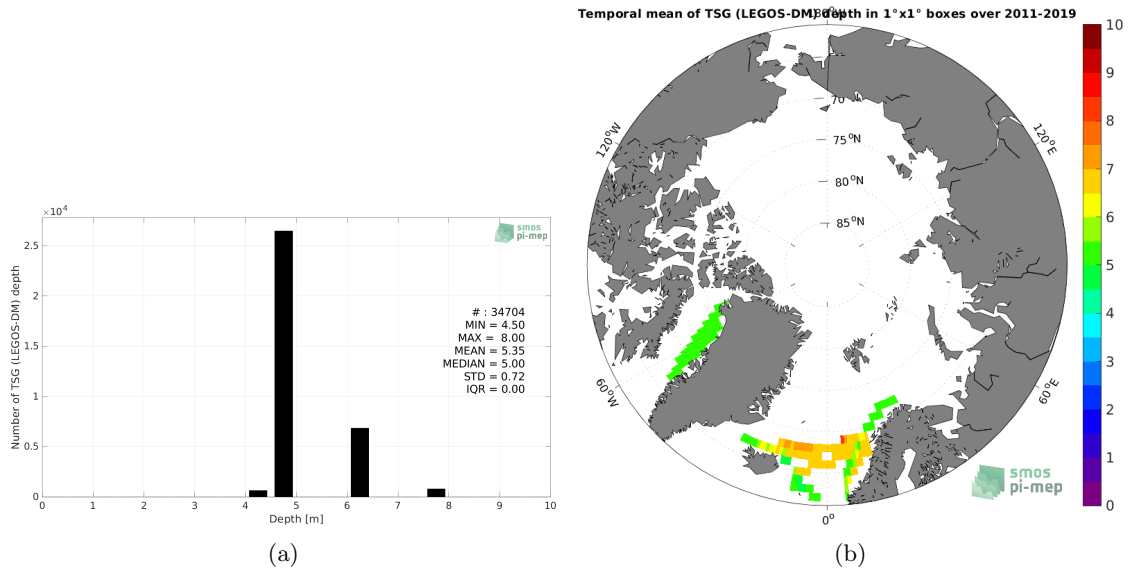 ×10⁴
Number of TSG (LEGOS-DM) depth
2.5
2
1.5
1
0.5
0
0 1 2 3 4 5 6 7 8 9 10
Depth [m]
smos
pi-mep
# : 34704
MIN = 4.50
MAX = 8.00
MEAN = 5.35
MEDIAN = 5.00
STD = 0.72
IQR = 0.00
(a)
Temporal mean of TSG (LEGOS-DM) depth in 1°x1° boxes over 2011-2019
120°W
60°W
0°
60°E
120°E
70
75°N
80°N
85°N
10
9
8
7
6
5
4
3
2
1
0
smos
pi-mep
(b)